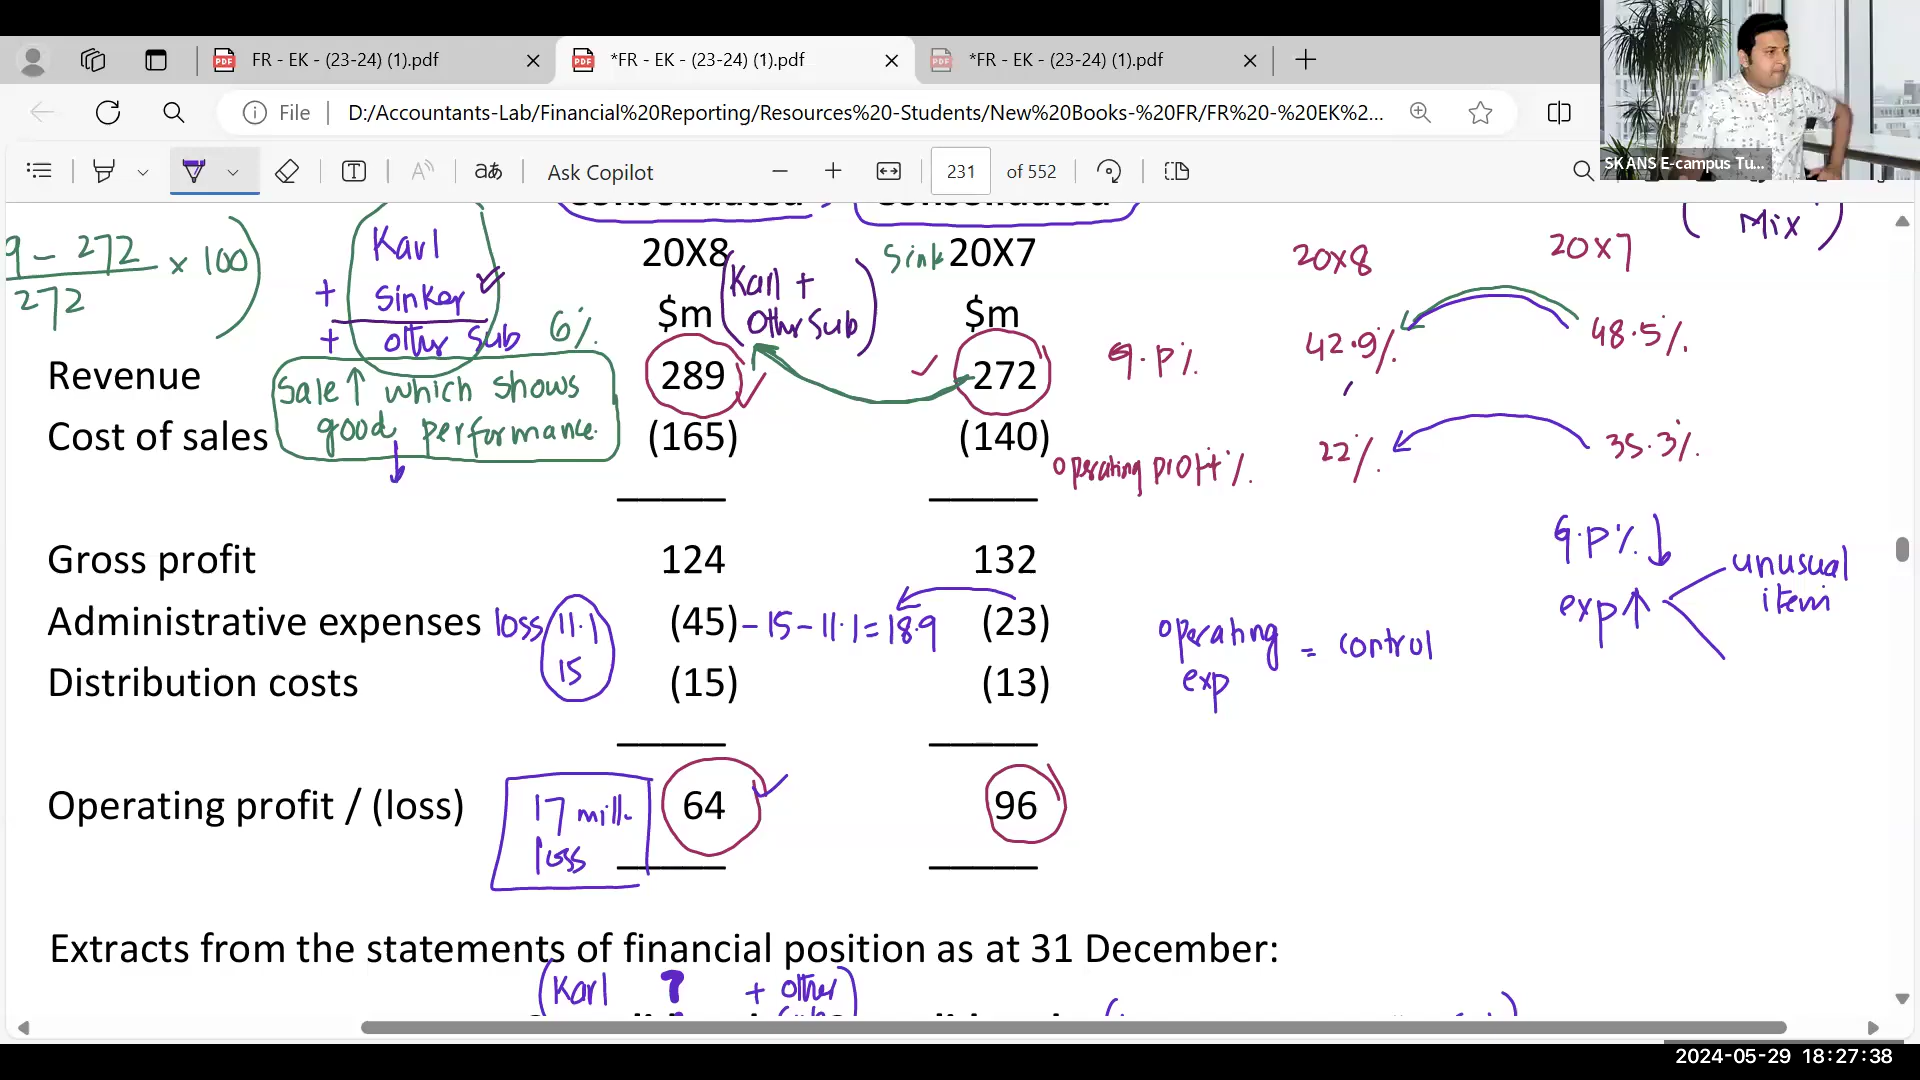 FR - EK - (23-24) (1).pdf
*FR - EK - (23-24) (1).pdf
*FR - EK - (23-24) (1).pdf
File
D:/Accountants-Lab/Financial%20Reporting/Resources%20-Students/New%20Books-%20FR/FR%20-%20EK%2...
Ask Copilot
231 of 552
SKANS E-campus Tu...
Consolidated Consolidated
Mix
9 - 272 × 100
272
Karl
+ Sinker
+ other Sub
6%
20X8
(Karl + Othr Sub)
Sink 20X7
$m $m
20X8 20X7
G.P% 42.9% 48.5%
Revenue 289 272
Sale ↑ which shows
good performance.
Cost of sales (165) (140)
operating profit% 22% 35.3%
Gross profit 124 132
G.P% ↓
exp ↑
unusual
item
Administrative expenses loss 11.1 (45) - 15 - 11.1 = 18.9 (23)
15
operating
exp
= control
Distribution costs (15) (13)
Operating profit / (loss) 64 96
17 mill.
loss
Extracts from the statements of financial position as at 31 December:
(Karl ? + other
2024-05-29 18:27:38